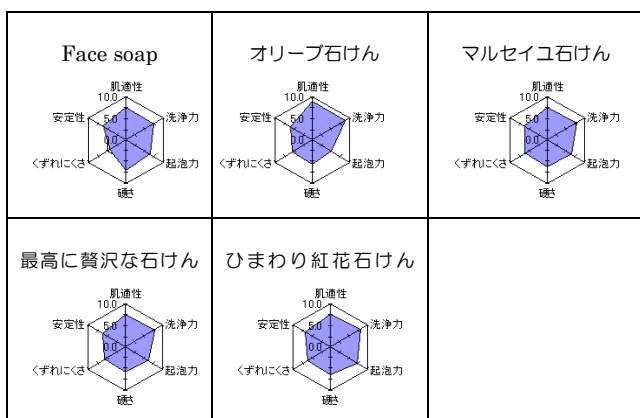 Face soap
肌適性
10.0
安定性
洗浄力
5.0
0.0
くずれにくさ
起泡力
硬さ
オリーブ石けん
肌適性
10.0
安定性
洗浄力
5.0
0.0
くずれにくさ
起泡力
硬さ
マルセイユ石けん
肌適性
10.0
安定性
洗浄力
5.0
0.0
くずれにくさ
起泡力
硬さ
最高に贅沢な石けん
肌適性
10.0
安定性
洗浄力
5.0
0.0
くずれにくさ
起泡力
硬さ
ひまわり紅花石けん
肌適性
10.0
安定性
洗浄力
5.0
0.0
くずれにくさ
起泡力
硬さ